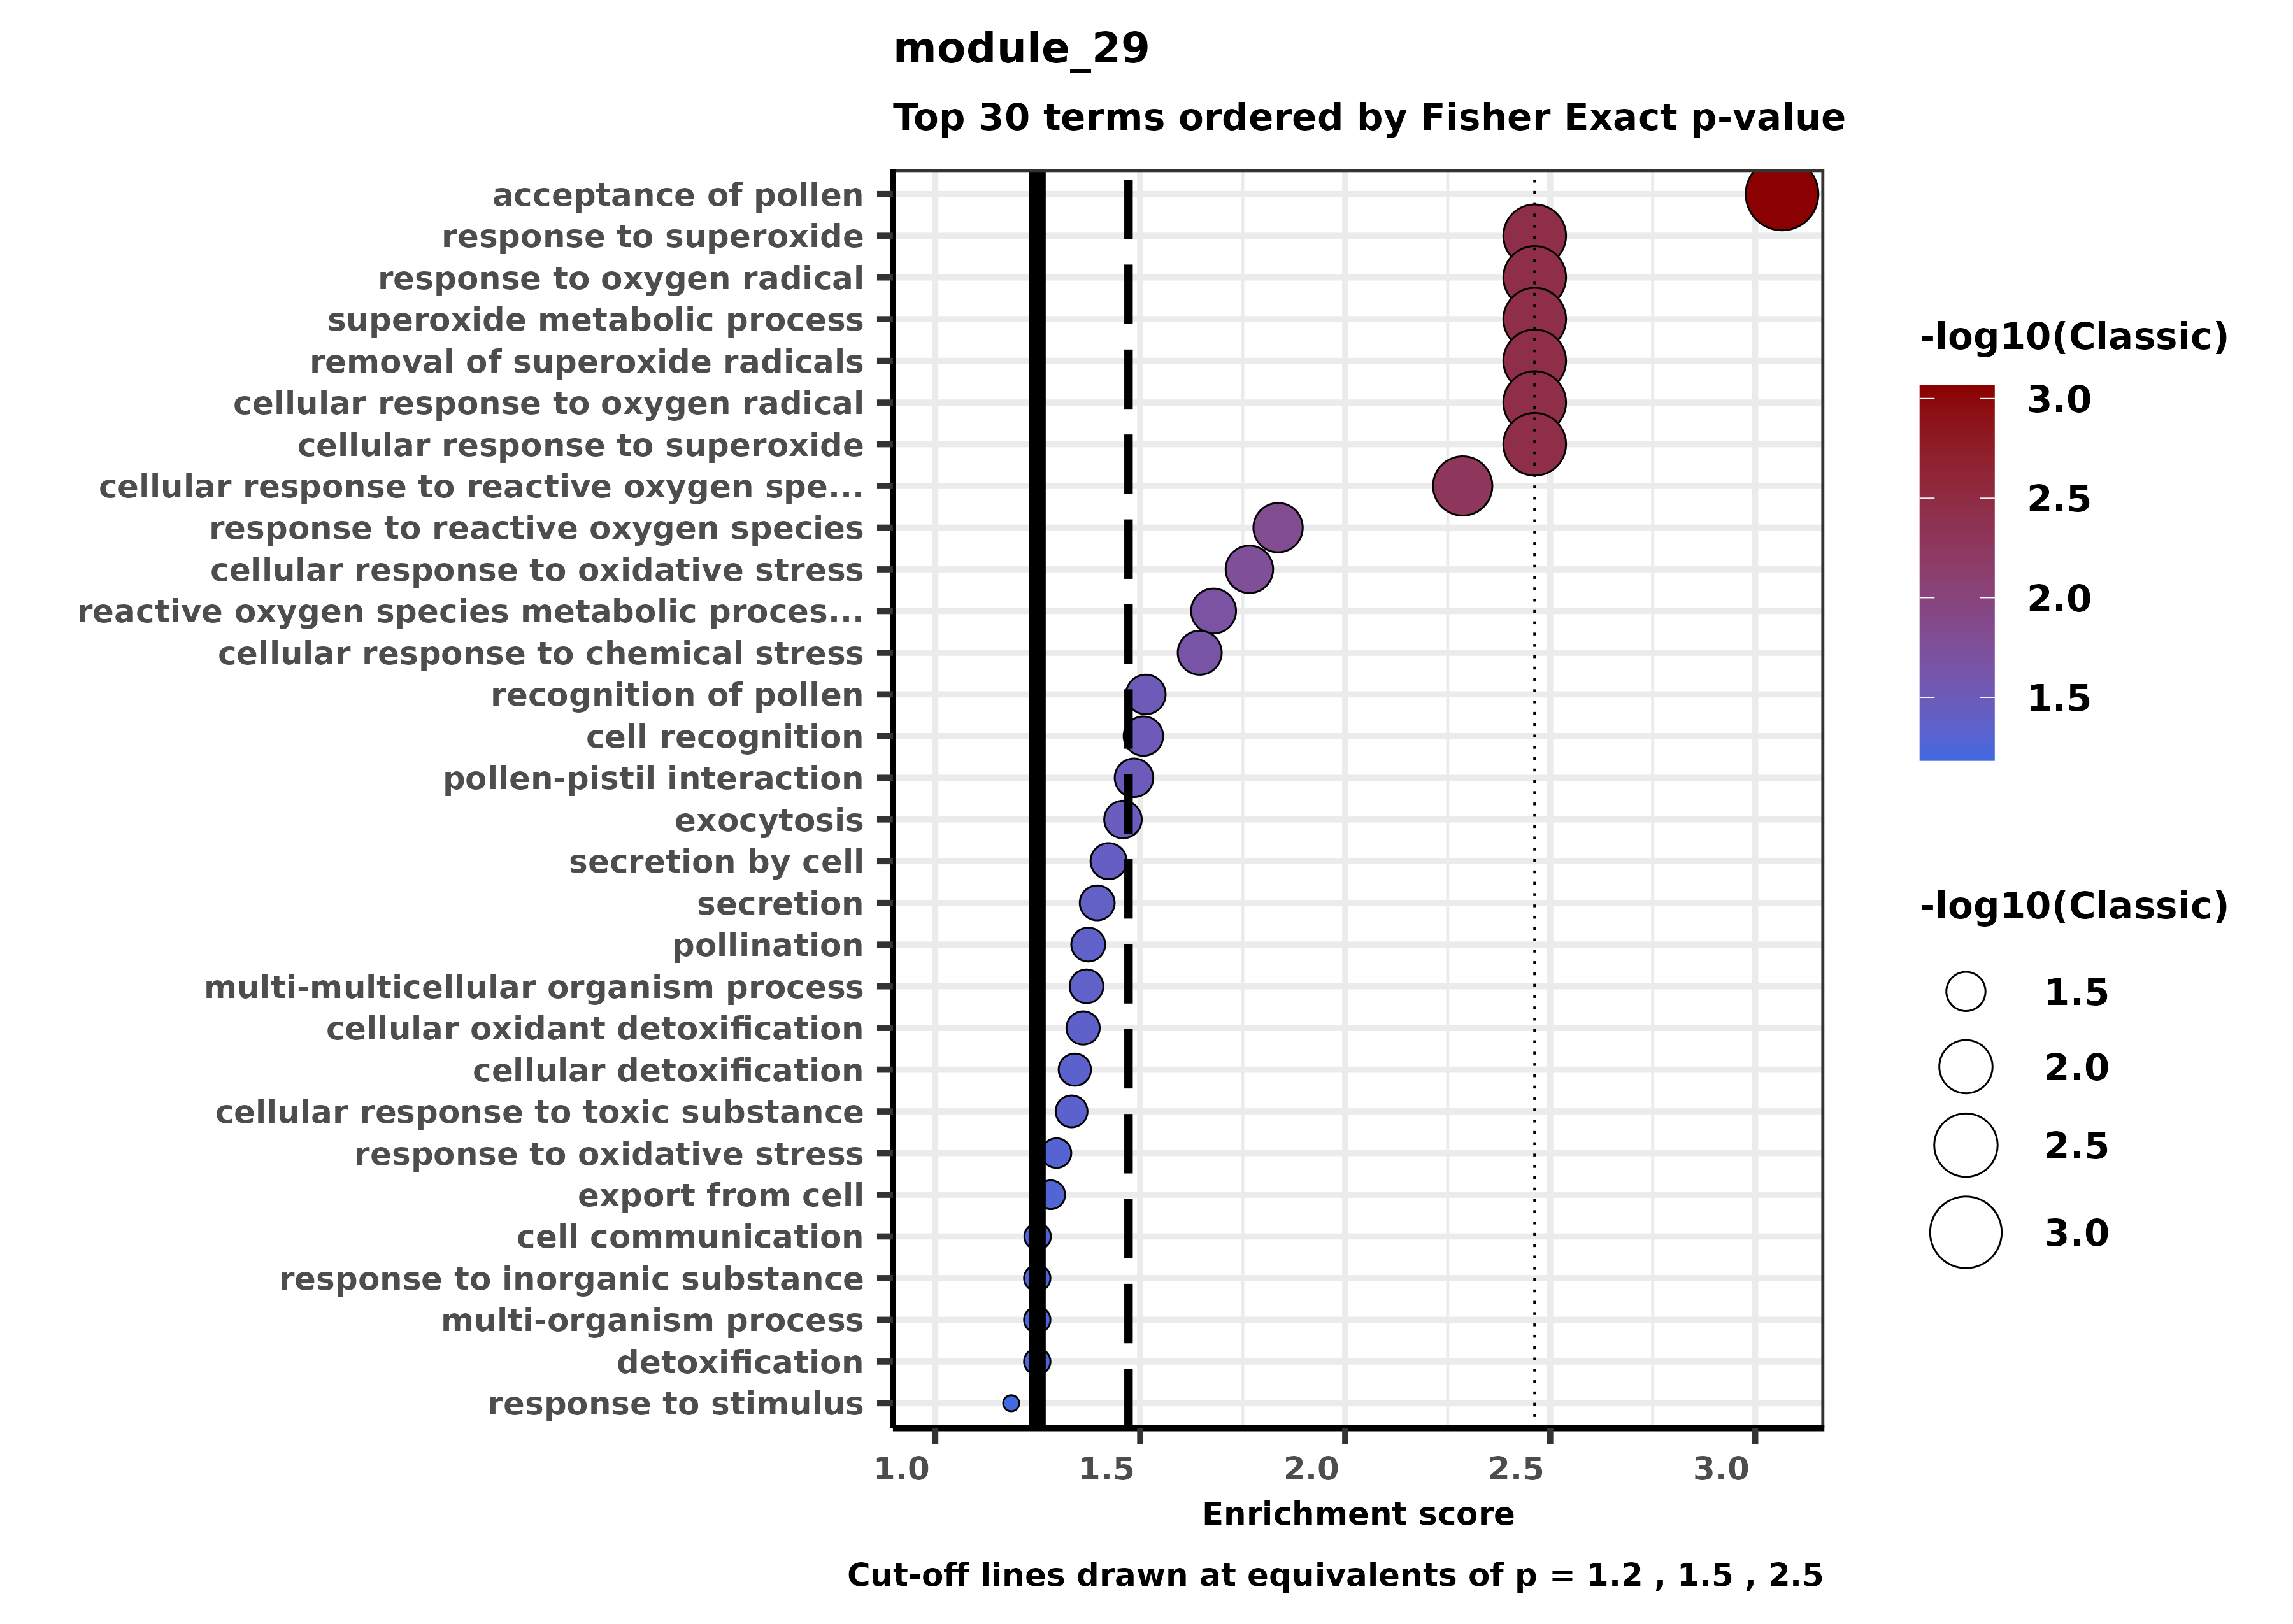 module_29
Top 30 terms ordered by Fisher Exact p-value
acceptance of pollen
response to superoxide
response to oxygen radical
superoxide metabolic process
removal of superoxide radicals
cellular response to oxygen radical
cellular response to superoxide
cellular response to reactive oxygen spe...
response to reactive oxygen species
cellular response to oxidative stress
reactive oxygen species metabolic proces...
cellular response to chemical stress
recognition of pollen
cell recognition
pollen-pistil interaction
exocytosis
secretion by cell
secretion
pollination
multi-multicellular organism process
cellular oxidant detoxification
cellular detoxification
cellular response to toxic substance
response to oxidative stress
export from cell
cell communication
response to inorganic substance
multi-organism process
detoxification
response to stimulus
1.0 1.5 2.0 2.5 3.0
Enrichment score
Cut-off lines drawn at equivalents of p = 1.2 , 1.5 , 2.5
-log10(Classic)
3.0
2.5
2.0
1.5
-log10(Classic)
1.5
2.0
2.5
3.0